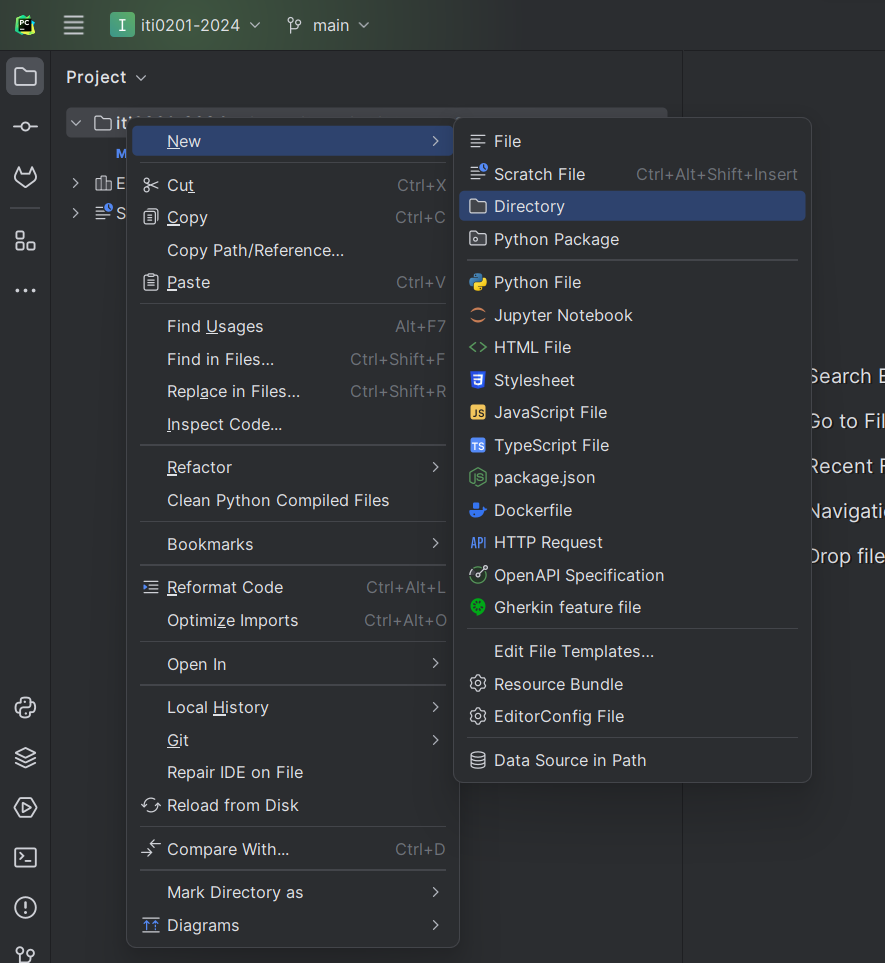 PC
I iti0201-2024 main
Project
M
E
S
New
Cut Ctrl+X
Copy Ctrl+C
Copy Path/Reference...
Paste Ctrl+V
Find Usages Alt+F7
Find in Files... Ctrl+Shift+F
Replace in Files... Ctrl+Shift+R
Inspect Code...
Refactor
Clean Python Compiled Files
Bookmarks
Reformat Code Ctrl+Alt+L
Optimize Imports Ctrl+Alt+O
Open In
Local History
Git
Repair IDE on File
Reload from Disk
Compare With... Ctrl+D
Mark Directory as
Diagrams
File
Scratch File Ctrl+Alt+Shift+Insert
Directory
Python Package
Python File
Jupyter Notebook
HTML File
Stylesheet
JS JavaScript File
TS TypeScript File
package.json
Dockerfile
API HTTP Request
OpenAPI Specification
Gherkin feature file
Edit File Templates...
Resource Bundle
EditorConfig File
Data Source in Path
Search E
Go to Fil
Recent F
Navigati
Drop file